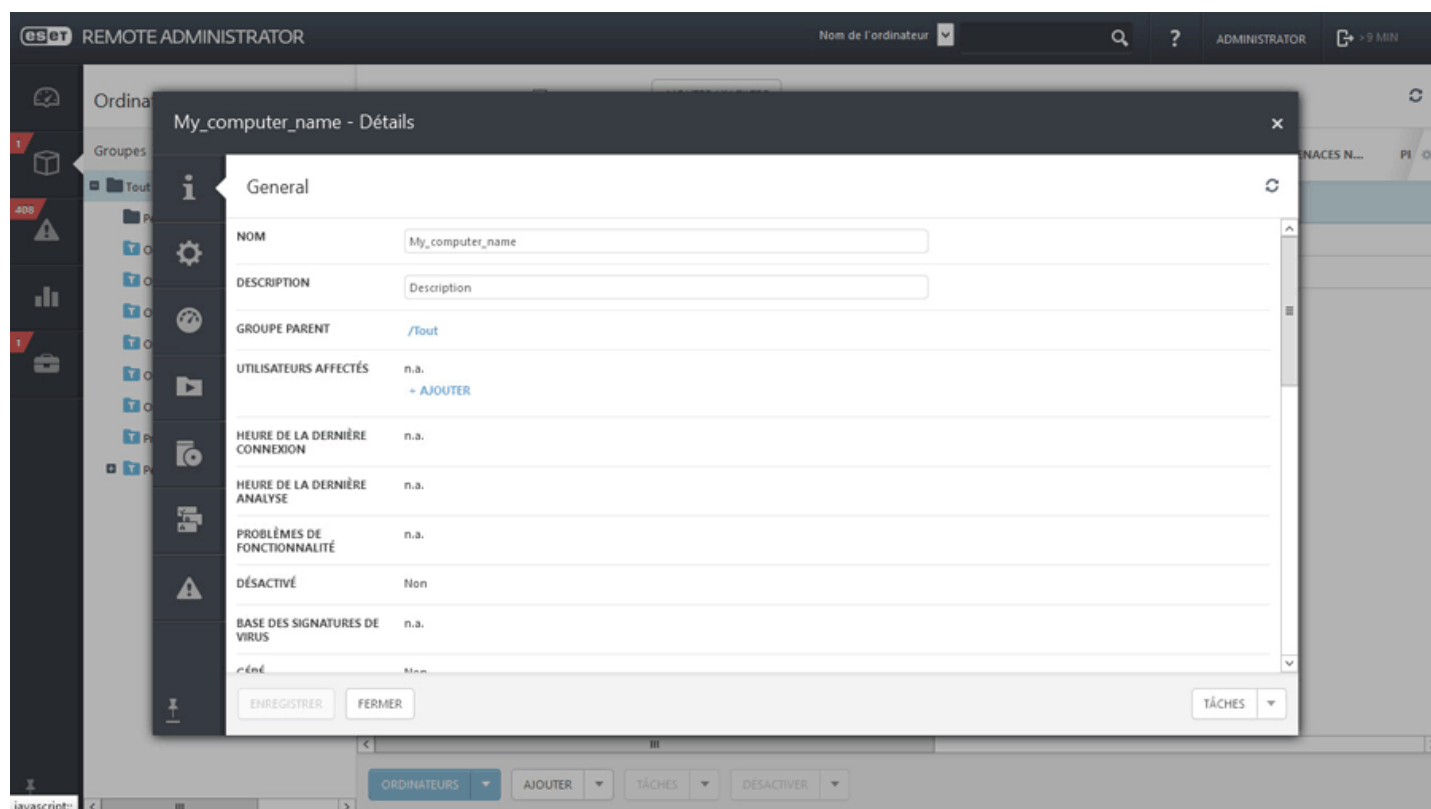 eseT REMOTE ADMINISTRATOR
Nom de l'ordinateur
?
ADMINISTRATOR
>9 MIN
My_computer_name - Détails
×
Groupes
Tout
1
408
1
General
NOM
My_computer_name
DESCRIPTION
Description
GROUPE PARENT
/Tout
UTILISATEURS AFFECTÉS
n.a.
+ AJOUTER
HEURE DE LA DERNIÈRE
CONNEXION
n.a.
HEURE DE LA DERNIÈRE
ANALYSE
n.a.
PROBLÈMES DE
FONCTIONNALITÉ
n.a.
DÉSACTIVÉ
Non
BASE DES SIGNATURES DE
VIRUS
n.a.
ENREGISTRER
FERMER
TÂCHES
ORDINATEURS
AJOUTER
TÂCHES
DÉSACTIVER